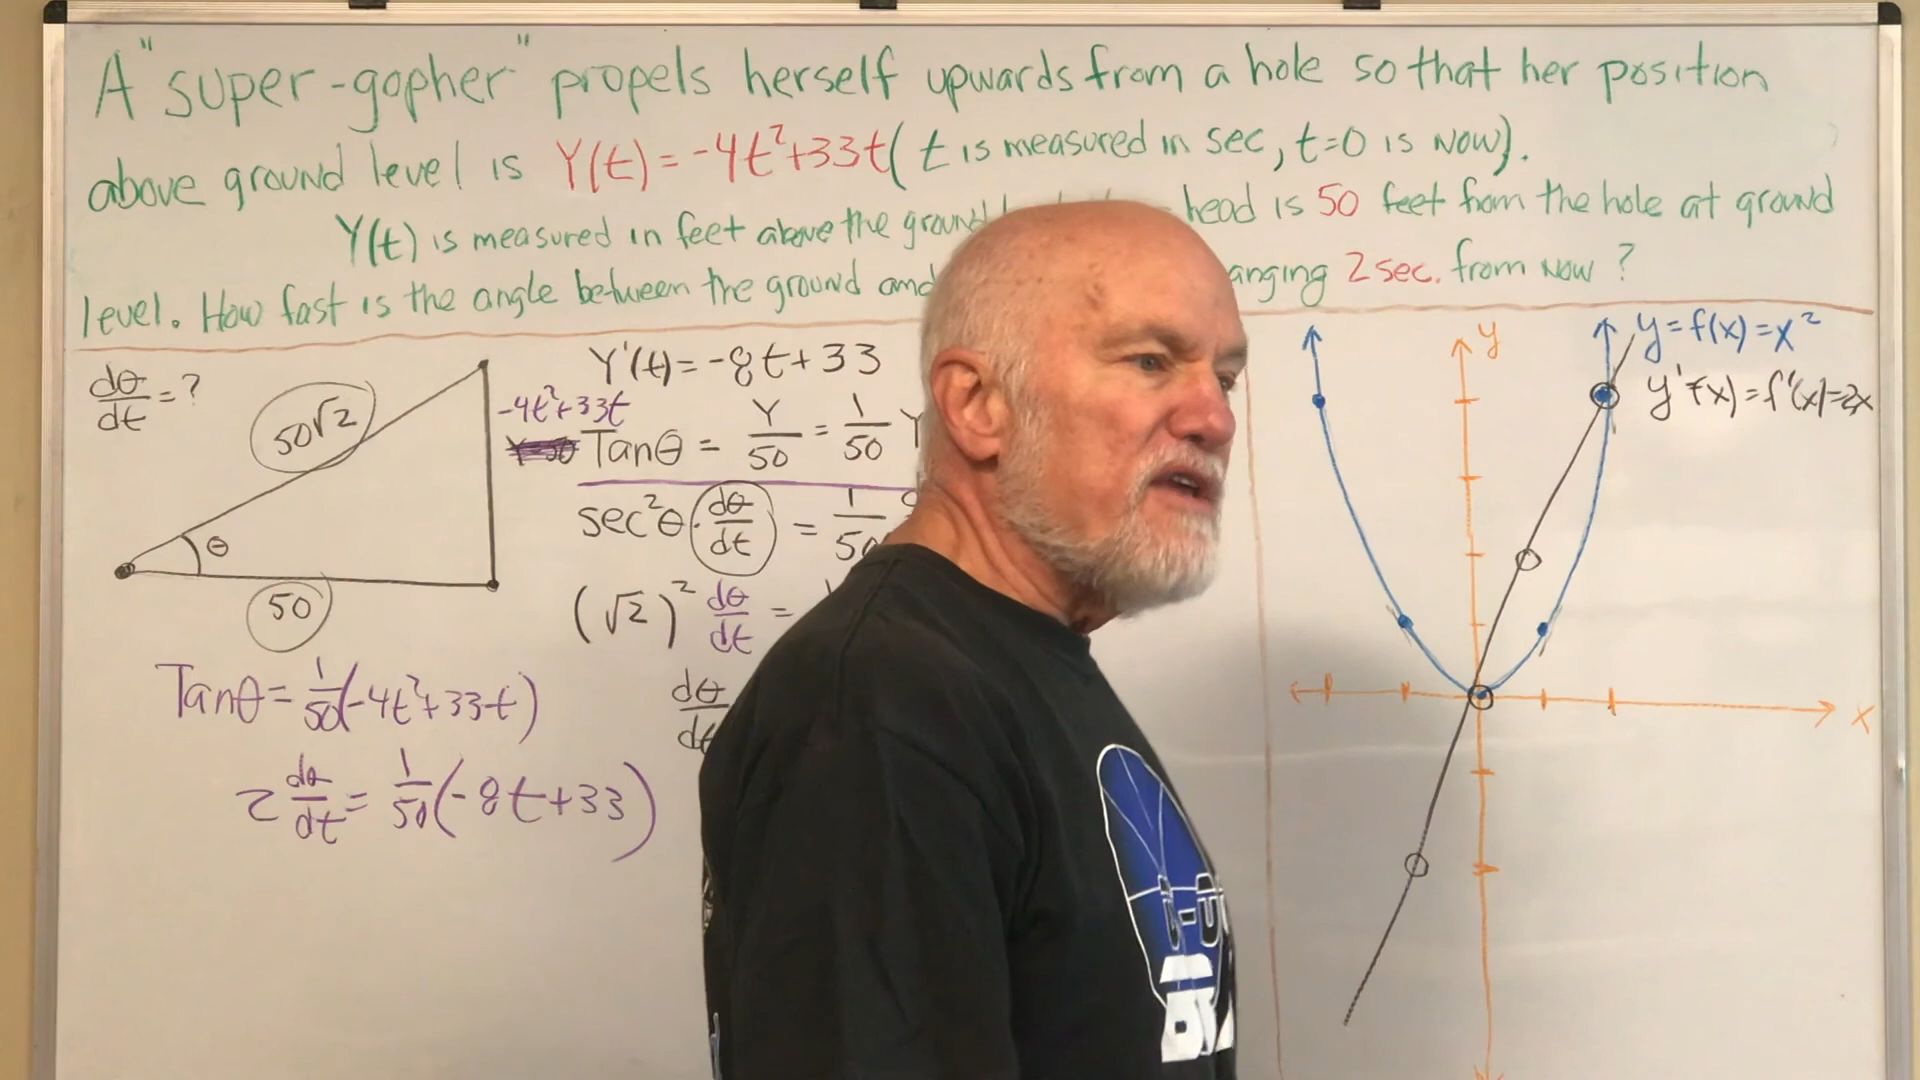 A "super-gopher" propels herself upwards from a hole so that her position
above ground level is Y(t) = -4t²+33t (t is measured in sec, t=0 is now).
Y(t) is measured in feet above the ground head is 50 feet from the hole at ground
level. How fast is the angle between the ground and anging 2 sec. from now?
dθ/dt = ?
50√2
θ
50
-4t²+33t
Y'(t) = -8t+33
Tanθ = Y/50 = 1/50 Y
sec²θ · dθ/dt = 1/50
(√2)² dθ/dt =
dθ/dt
Tanθ = 1/50(-4t²+33t)
2 dθ/dt = 1/50(-8t+33)
y
y = f(x) = x²
y'(x) = f'(x) = 2x
x